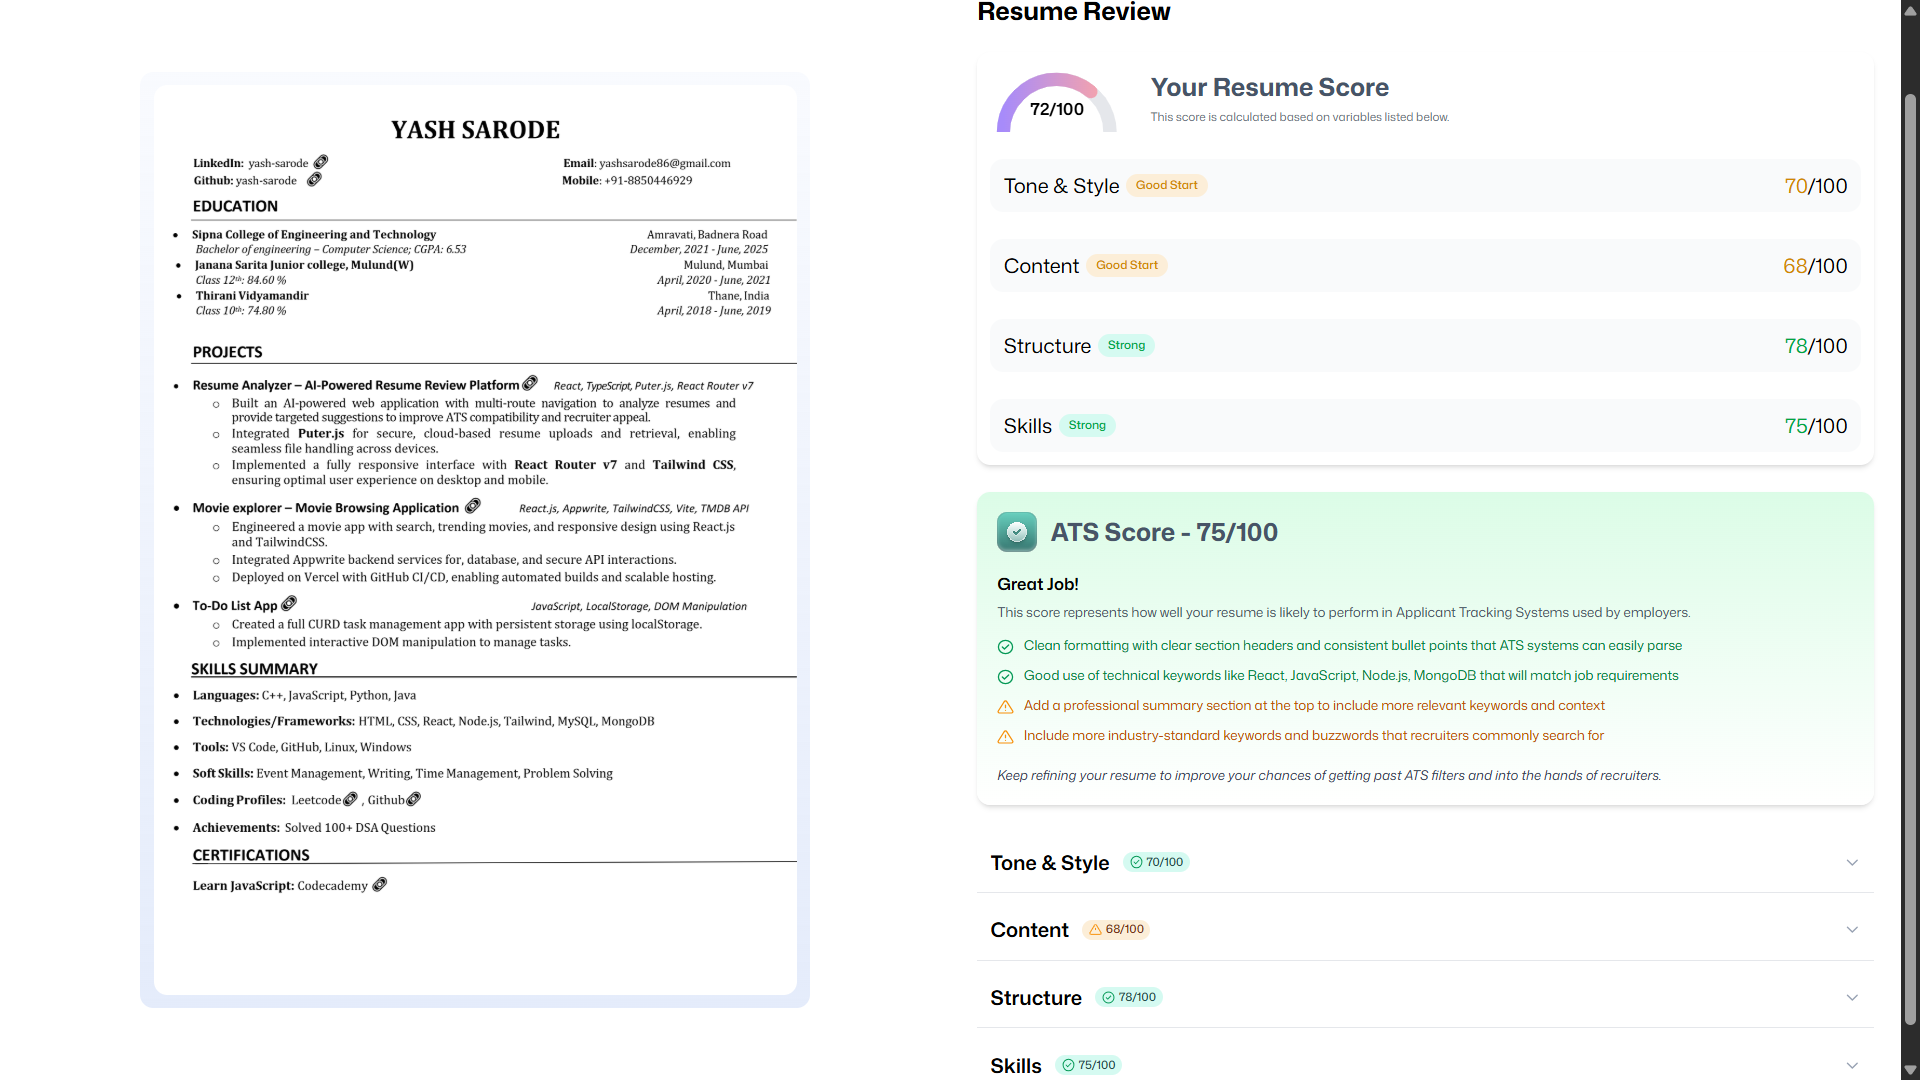 YASH SARODE
LinkedIn: yash-sarode
Email: yashsarode86@gmail.com
Github: yash-sarode
Mobile: +91-8850446929
EDUCATION
• Sipna College of Engineering and Technology Amravati, Badnera Road
Bachelor of engineering – Computer Science; CGPA: 6.53 December, 2021 - June, 2025
• Janana Sarita Junior college, Mulund(W) Mulund, Mumbai
Class 12th: 84.60 % April, 2020 - June, 2021
• Thirani Vidyamandir Thane, India
Class 10th: 74.80 % April, 2018 - June, 2019
PROJECTS
• Resume Analyzer – AI-Powered Resume Review Platform React, TypeScript, Puter.js, React Router v7
○ Built an AI-powered web application with multi-route navigation to analyze resumes and
provide targeted suggestions to improve ATS compatibility and recruiter appeal.
○ Integrated Puter.js for secure, cloud-based resume uploads and retrieval, enabling
seamless file handling across devices.
○ Implemented a fully responsive interface with React Router v7 and Tailwind CSS,
ensuring optimal user experience on desktop and mobile.
• Movie explorer – Movie Browsing Application React.js, Appwrite, TailwindCSS, Vite, TMDB API
○ Engineered a movie app with search, trending movies, and responsive design using React.js
and TailwindCSS.
○ Integrated Appwrite backend services for, database, and secure API interactions.
○ Deployed on Vercel with GitHub CI/CD, enabling automated builds and scalable hosting.
• To-Do List App JavaScript, LocalStorage, DOM Manipulation
○ Created a full CURD task management app with persistent storage using localStorage.
○ Implemented interactive DOM manipulation to manage tasks.
SKILLS SUMMARY
• Languages: C++, JavaScript, Python, Java
• Technologies/Frameworks: HTML, CSS, React, Node.js, Tailwind, MySQL, MongoDB
• Tools: VS Code, GitHub, Linux, Windows
• Soft Skills: Event Management, Writing, Time Management, Problem Solving
• Coding Profiles: Leetcode , Github
• Achievements: Solved 100+ DSA Questions
CERTIFICATIONS
Learn JavaScript: Codecademy
Resume Review
72/100
Your Resume Score
This score is calculated based on variables listed below.
Tone & Style Good Start 70/100
Content Good Start 68/100
Structure Strong 78/100
Skills Strong 75/100
ATS Score - 75/100
Great Job!
This score represents how well your resume is likely to perform in Applicant Tracking Systems used by employers.
Clean formatting with clear section headers and consistent bullet points that ATS systems can easily parse
Good use of technical keywords like React, JavaScript, Node.js, MongoDB that will match job requirements
Add a professional summary section at the top to include more relevant keywords and context
Include more industry-standard keywords and buzzwords that recruiters commonly search for
Keep refining your resume to improve your chances of getting past ATS filters and into the hands of recruiters.
Tone & Style 70/100
Content 68/100
Structure 78/100
Skills 75/100